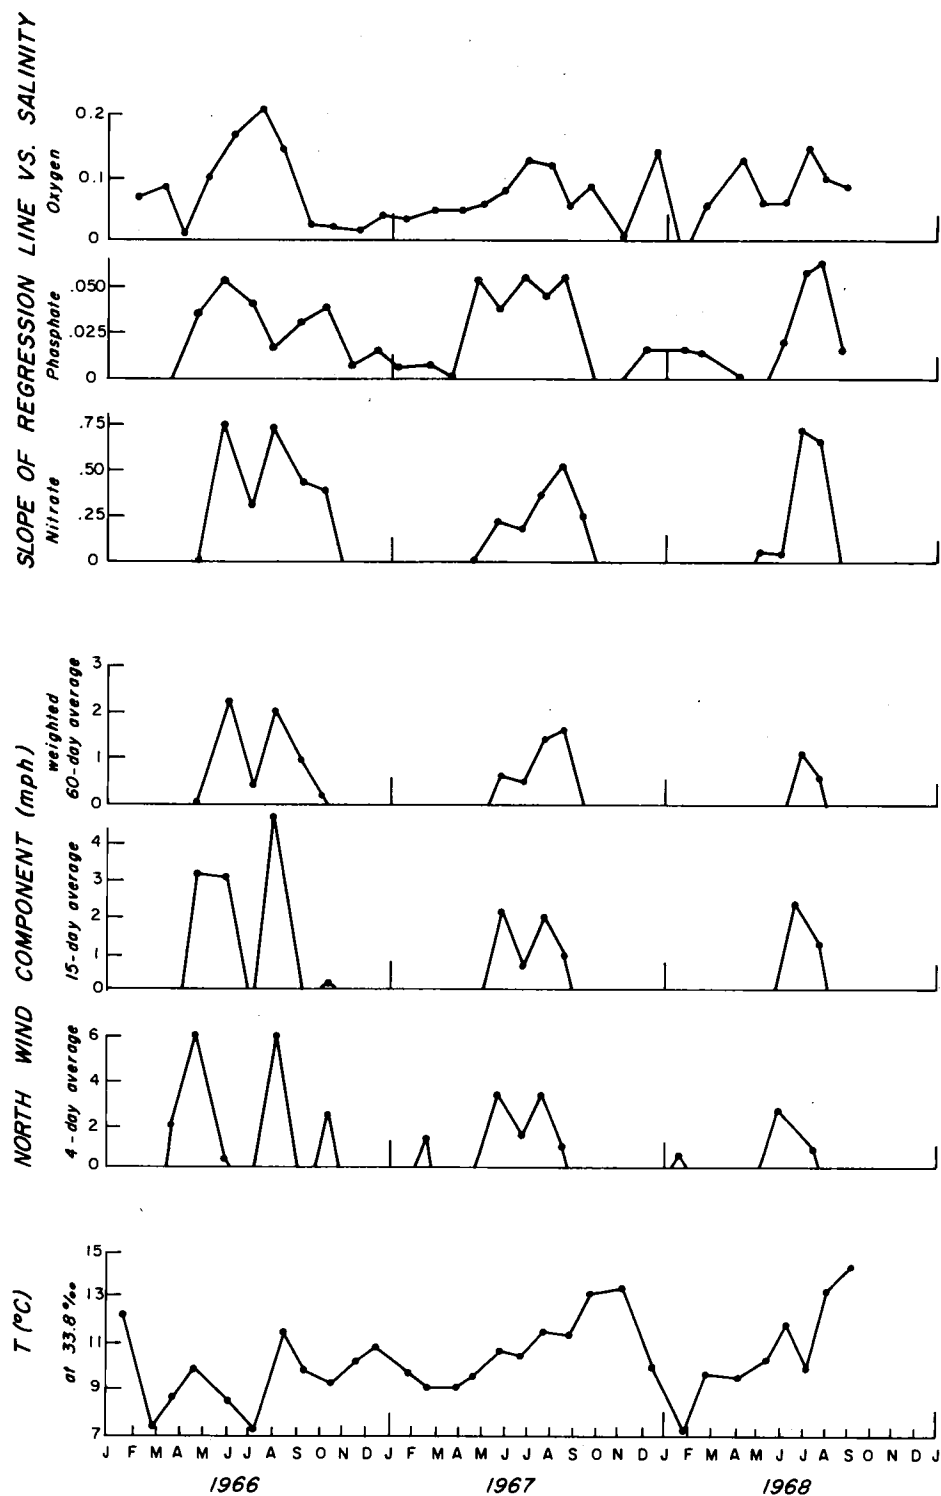 SLOPE OF REGRESSION LINE VS. SALINITY
Oxygen
0.2
0.1
0
Phasphate
.050
.025
0
Nitrate
.75
.50
.25
0
NORTH WIND COMPONENT (mph)
weighted
60-day average
3
2
1
0
15-day average
4
3
2
1
0
4-day average
6
4
2
0
T (°C)
at 33.8‰
15
13
11
9
7
J F M A M J J A S O N D J F M A M J J A S O N D J F M A M J J A S O N D J
1966 1967 1968